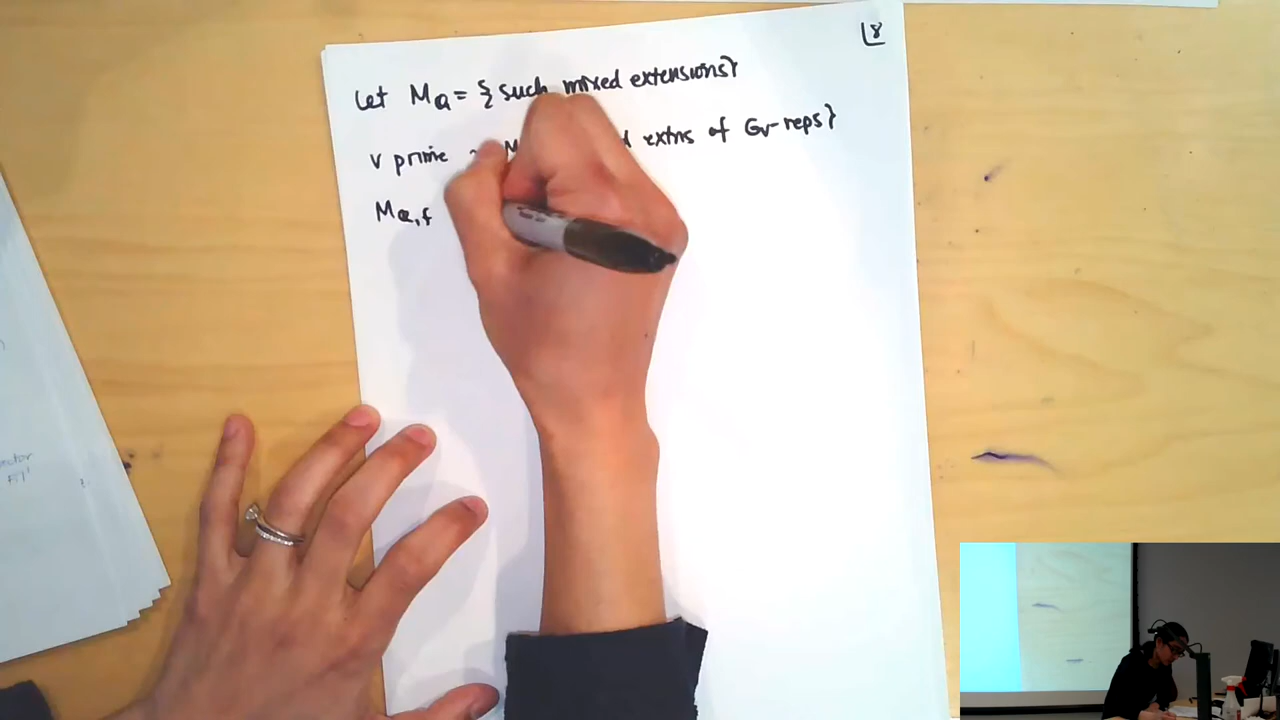 8
Let M_Q = { such mixed extensions}
v prime extns of G_v-reps}
M_Q,f